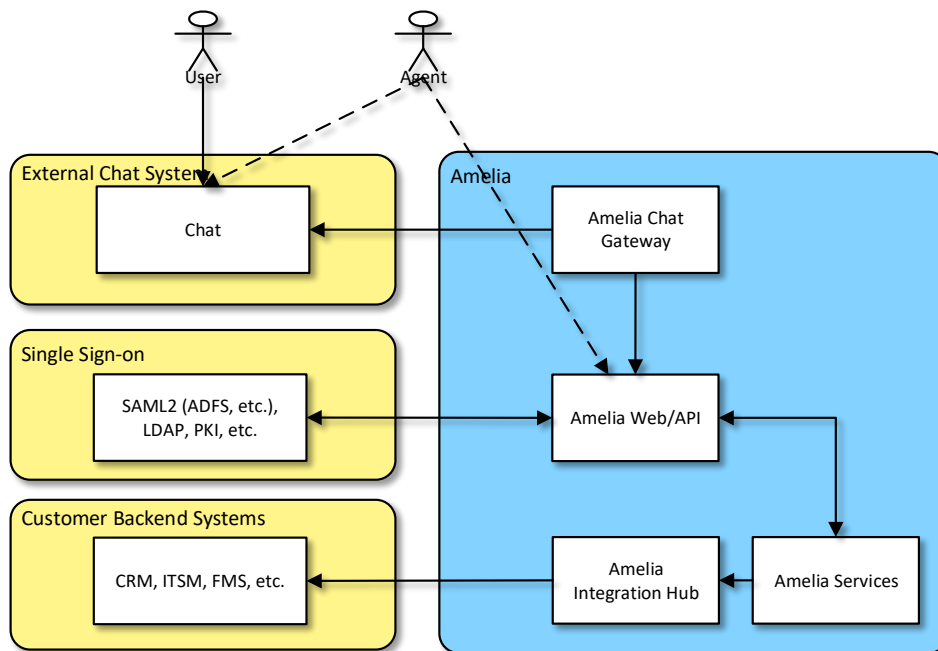 User
Agent
External Chat System
Amelia
Chat
Amelia Chat
Gateway
Single Sign-on
SAML2 (ADFS, etc.),
LDAP, PKI, etc.
Amelia Web/API
Customer Backend Systems
CRM, ITSM, FMS, etc.
Amelia
Integration Hub
Amelia Services